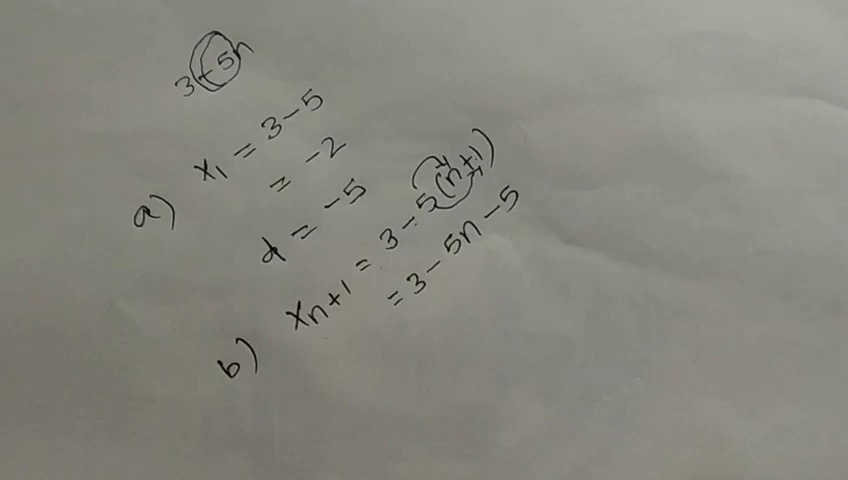 3-5n
a) x₁ = 3-5
= -2
d = -5
b) xₙ₊₁ = 3-5(n+1)
= 3-5n-5